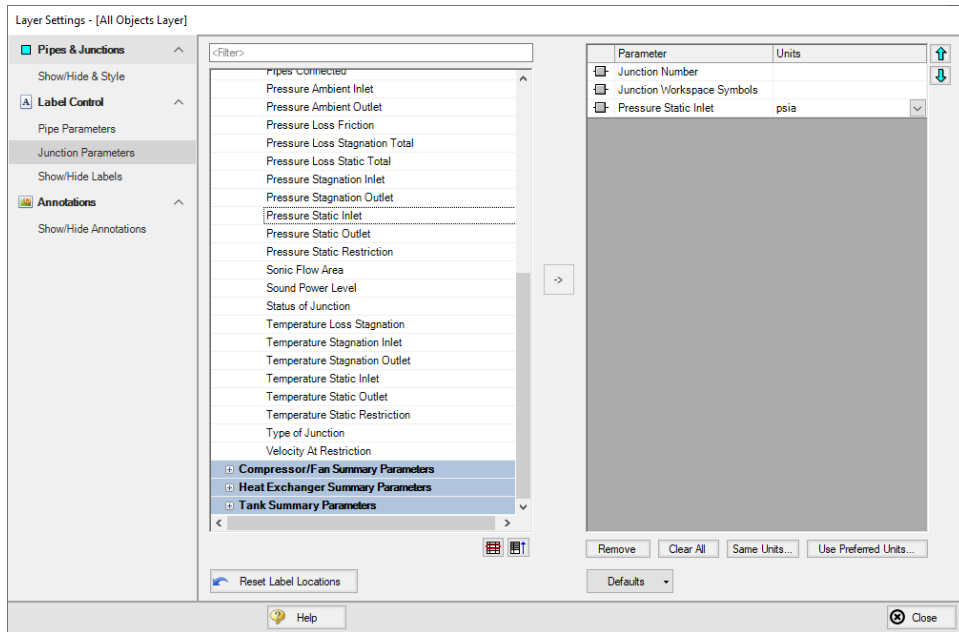 Layer Settings - [All Objects Layer]
Pipes & Junctions
Show/Hide & Style
A Label Control
Pipe Parameters
Junction Parameters
Show/Hide Labels
Annotations
Show/Hide Annotations
<Filter>
Pipes Connected
Pressure Ambient Inlet
Pressure Ambient Outlet
Pressure Loss Friction
Pressure Loss Stagnation Total
Pressure Loss Static Total
Pressure Stagnation Inlet
Pressure Stagnation Outlet
Pressure Static Inlet
Pressure Static Outlet
Pressure Static Restriction
Sonic Flow Area
Sound Power Level
Status of Junction
Temperature Loss Stagnation
Temperature Stagnation Inlet
Temperature Stagnation Outlet
Temperature Static Inlet
Temperature Static Outlet
Temperature Static Restriction
Type of Junction
Velocity At Restriction
Compressor/Fan Summary Parameters
Heat Exchanger Summary Parameters
Tank Summary Parameters
Reset Label Locations
->
Parameter Units
Junction Number
Junction Workspace Symbols
Pressure Static Inlet psia
Remove Clear All Same Units... Use Preferred Units...
Defaults
Help
Close